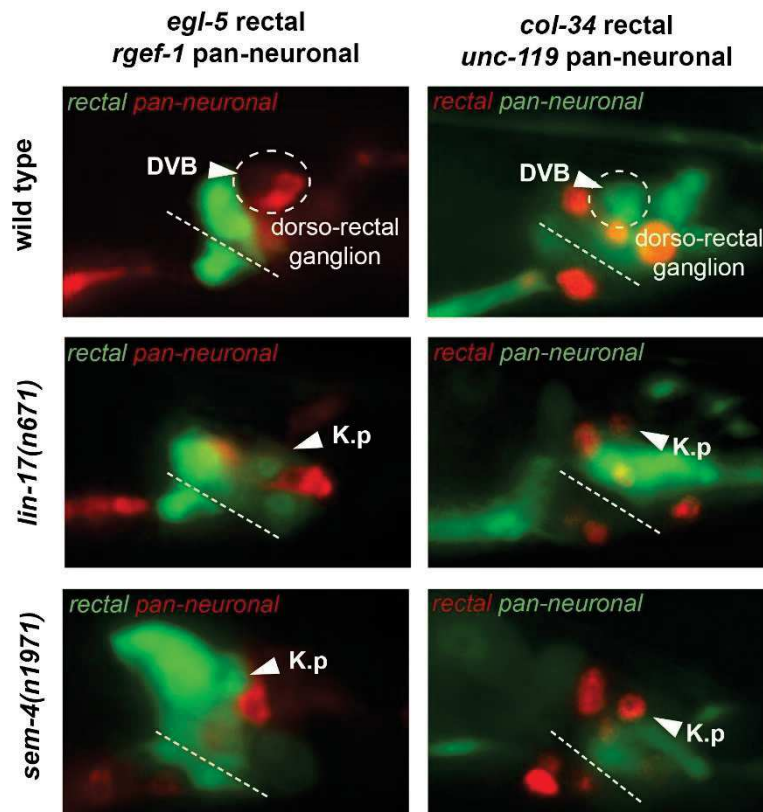 egl-5 rectal
rgef-1 pan-neuronal
col-34 rectal
unc-119 pan-neuronal
wild type
rectal pan-neuronal
DVB
dorso-rectal
ganglion
rectal pan-neuronal
DVB
dorso-rectal
ganglion
lin-17(n671)
rectal pan-neuronal
K.p
rectal pan-neuronal
K.p
sem-4(n1971)
rectal pan-neuronal
K.p
rectal pan-neuronal
K.p